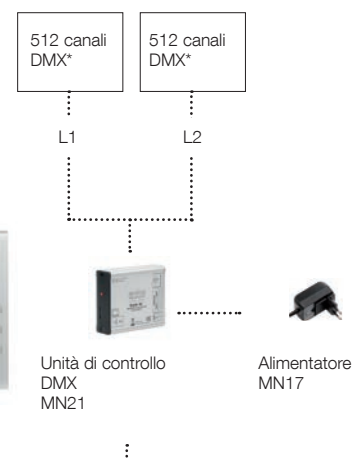 512 canali
DMX*
512 canali
DMX*
L1
L2
Unità di controllo
DMX
MN21
Alimentatore
MN17